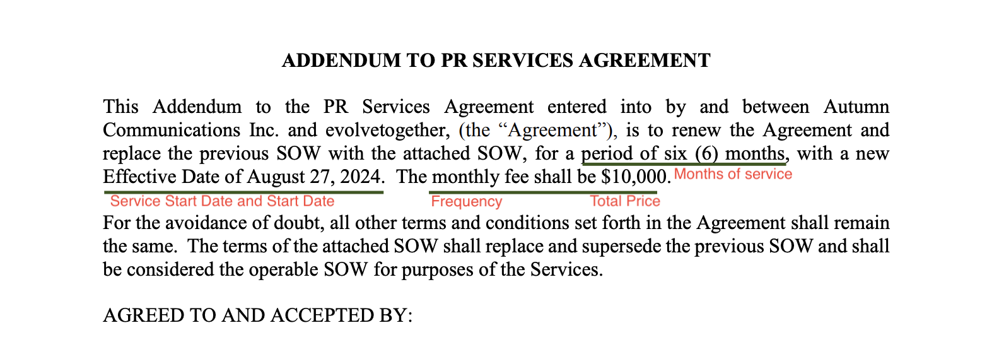 ADDENDUM TO PR SERVICES AGREEMENT
This Addendum to the PR Services Agreement entered into by and between Autumn
Communications Inc. and evolvetogether, (the “Agreement”), is to renew the Agreement and
replace the previous SOW with the attached SOW, for a period of six (6) months, with a new
Effective Date of August 27, 2024. The monthly fee shall be $10,000. Months of service
Service Start Date and Start Date Frequency Total Price
For the avoidance of doubt, all other terms and conditions set forth in the Agreement shall remain
the same. The terms of the attached SOW shall replace and supersede the previous SOW and shall
be considered the operable SOW for purposes of the Services.
AGREED TO AND ACCEPTED BY: